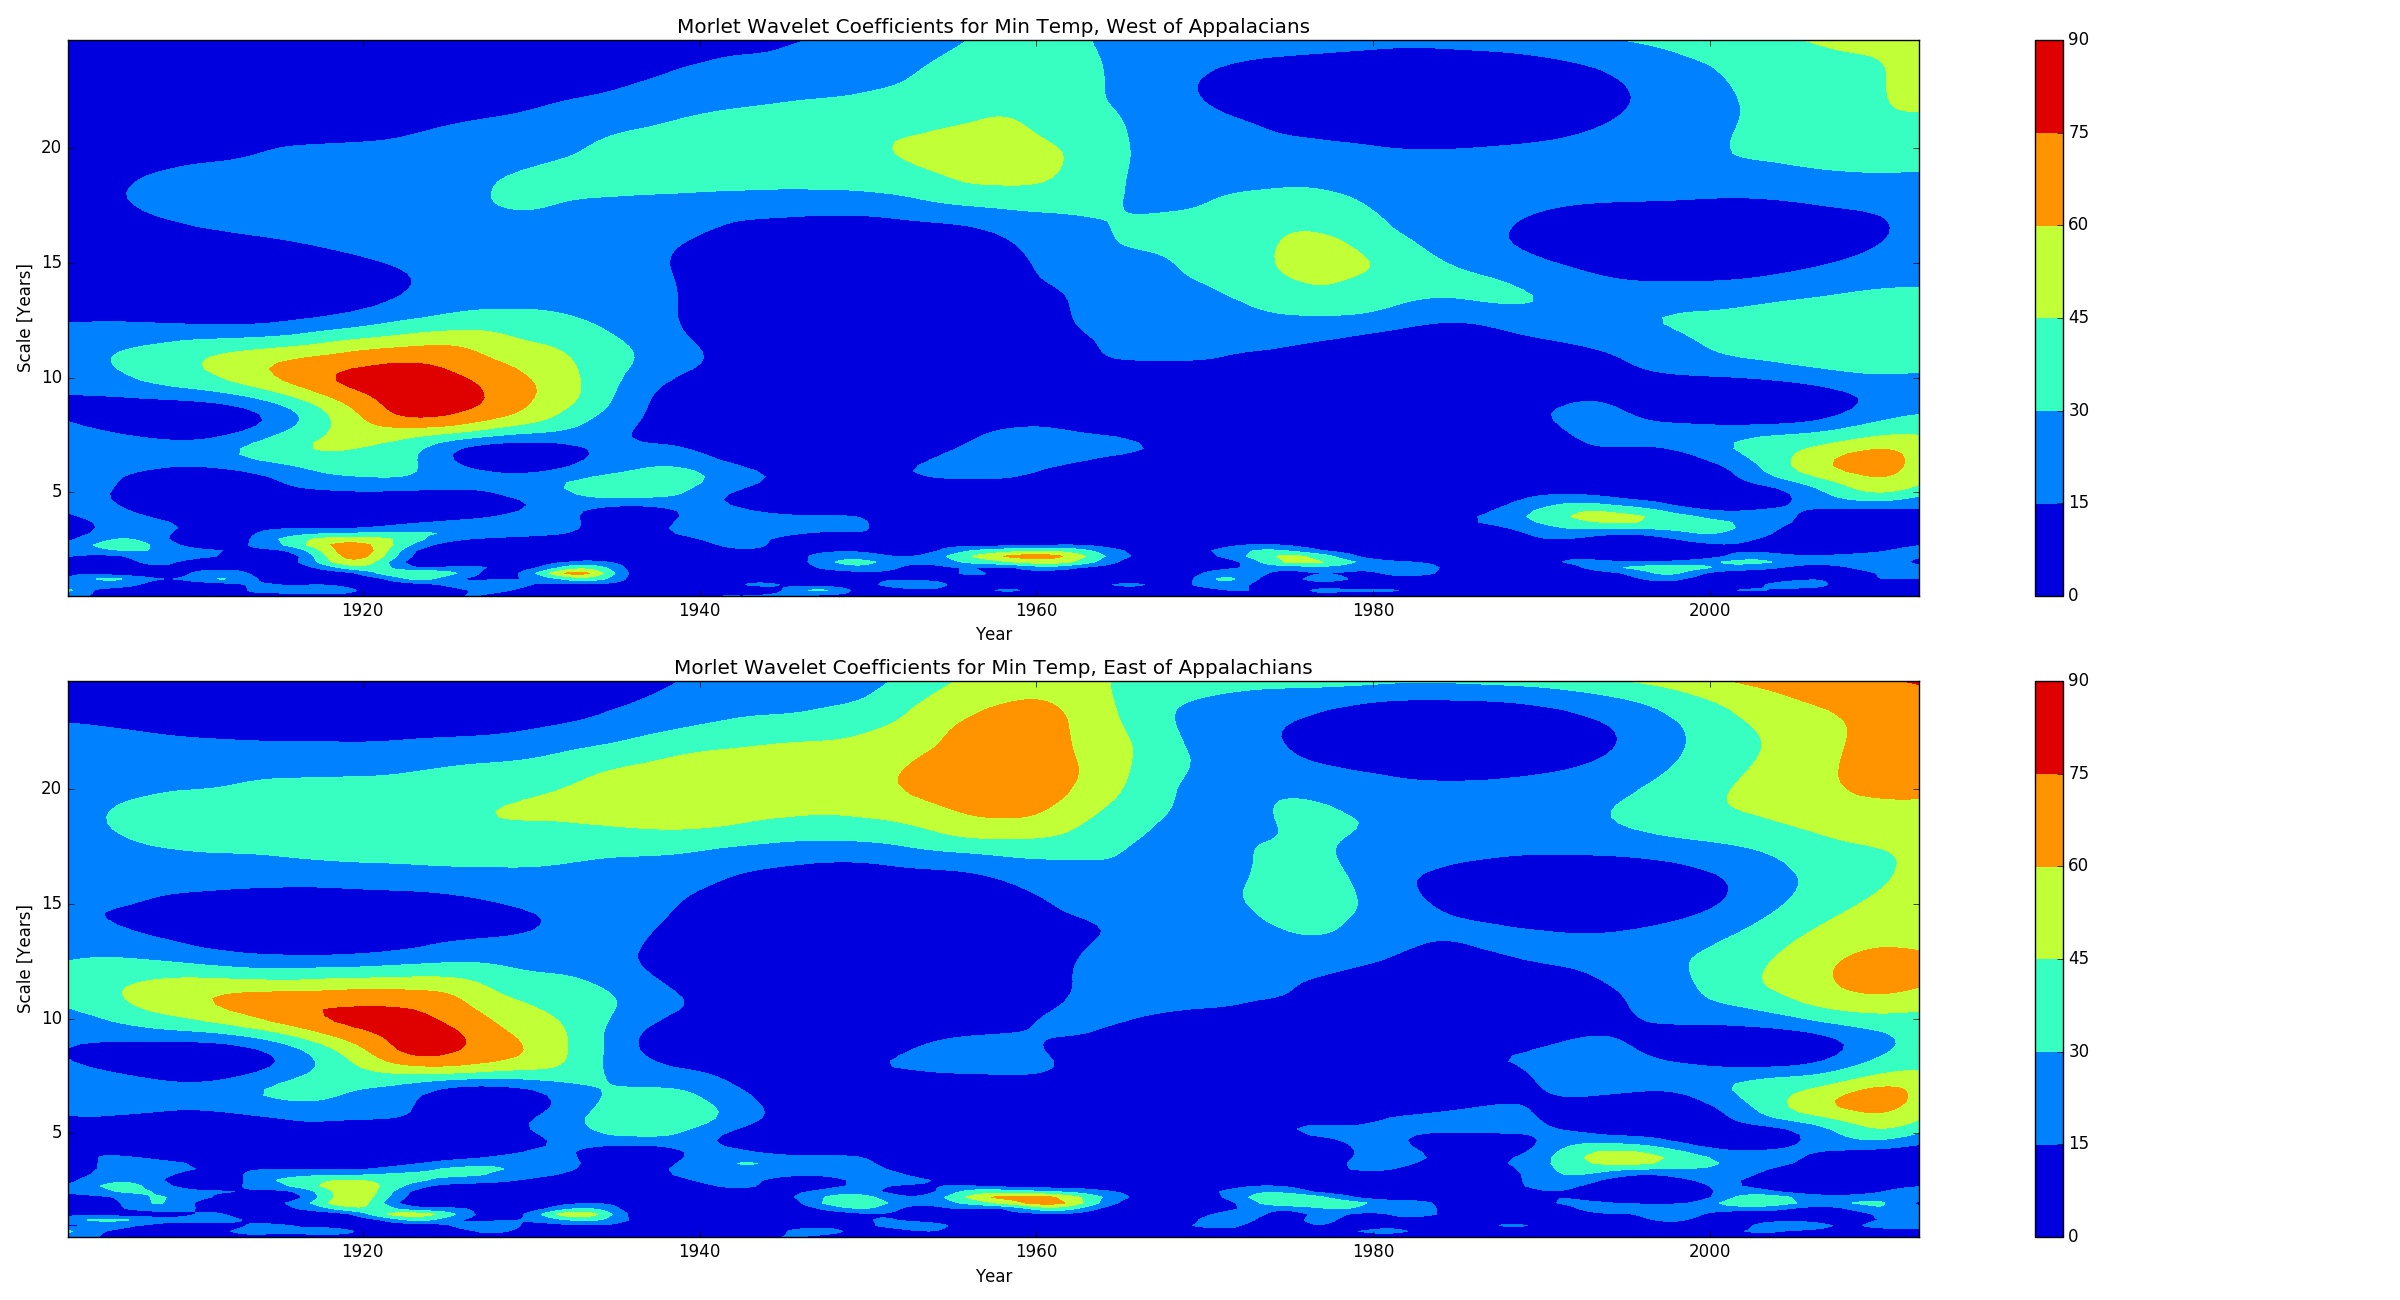 Morlet Wavelet Coefficients for Min Temp, West of Appalacians
90
75
60
45
30
15
0
20
15
10
5
Scale [Years]
1920 1940 1960 1980 2000
Year
Morlet Wavelet Coefficients for Min Temp, East of Appalachians
90
75
60
45
30
15
0
20
15
10
5
Scale [Years]
1920 1940 1960 1980 2000
Year